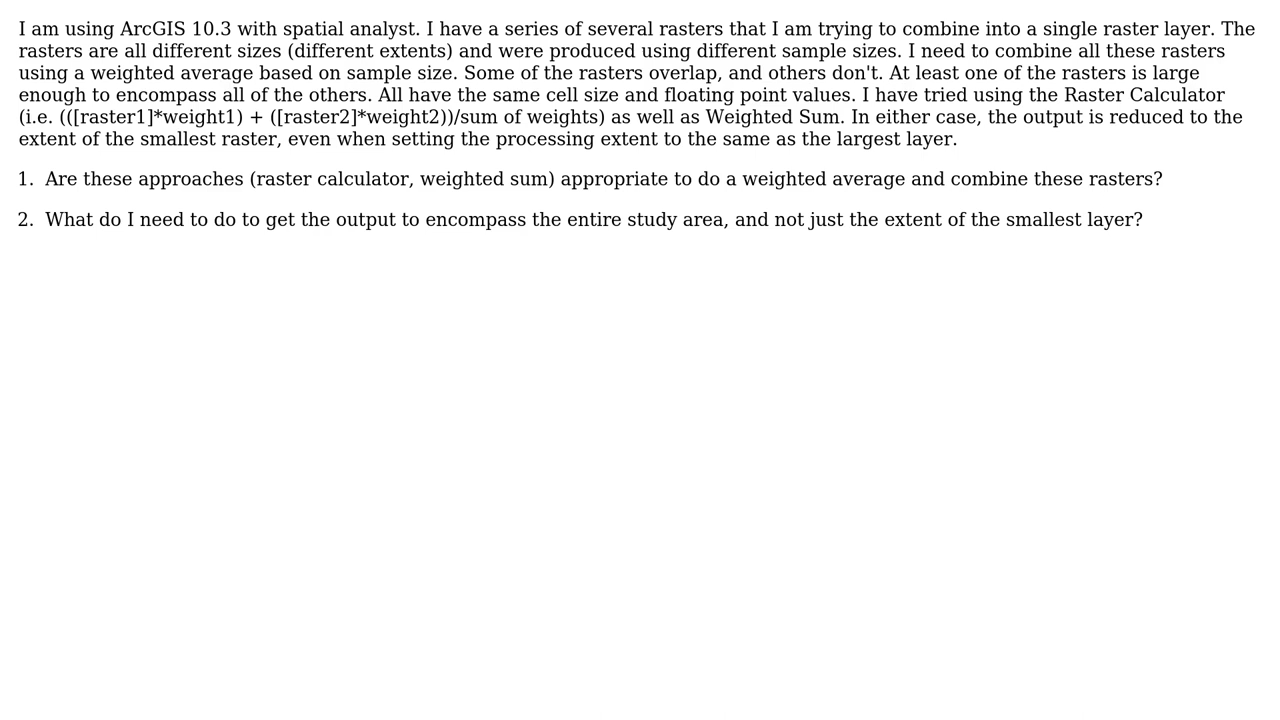 I am using ArcGIS 10.3 with spatial analyst. I have a series of several rasters that I am trying to combine into a single raster layer. The
rasters are all different sizes (different extents) and were produced using different sample sizes. I need to combine all these rasters
using a weighted average based on sample size. Some of the rasters overlap, and others don't. At least one of the rasters is large
enough to encompass all of the others. All have the same cell size and floating point values. I have tried using the Raster Calculator
(i.e. (([raster1]*weight1) + ([raster2]*weight2))/sum of weights) as well as Weighted Sum. In either case, the output is reduced to the
extent of the smallest raster, even when setting the processing extent to the same as the largest layer.
1. Are these approaches (raster calculator, weighted sum) appropriate to do a weighted average and combine these rasters?
2. What do I need to do to get the output to encompass the entire study area, and not just the extent of the smallest layer?